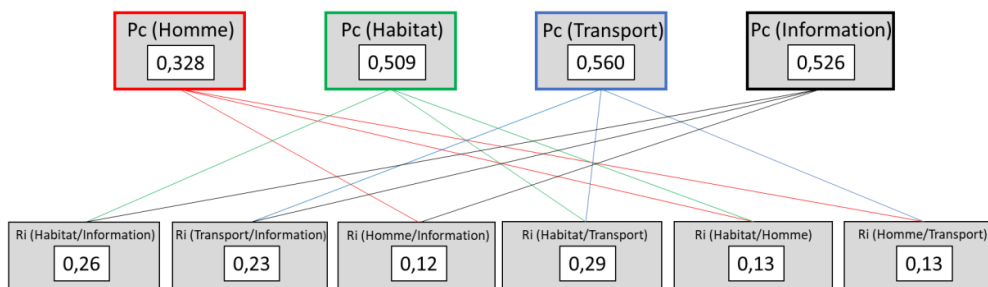 Pc (Homme)
0,328
Pc (Habitat)
0,509
Pc (Transport)
0,560
Pc (Information)
0,526
Ri (Habitat/Information)
0,26
Ri (Transport/Information)
0,23
Ri (Homme/Information)
0,12
Ri (Habitat/Transport)
0,29
Ri (Habitat/Homme)
0,13
Ri (Homme/Transport)
0,13